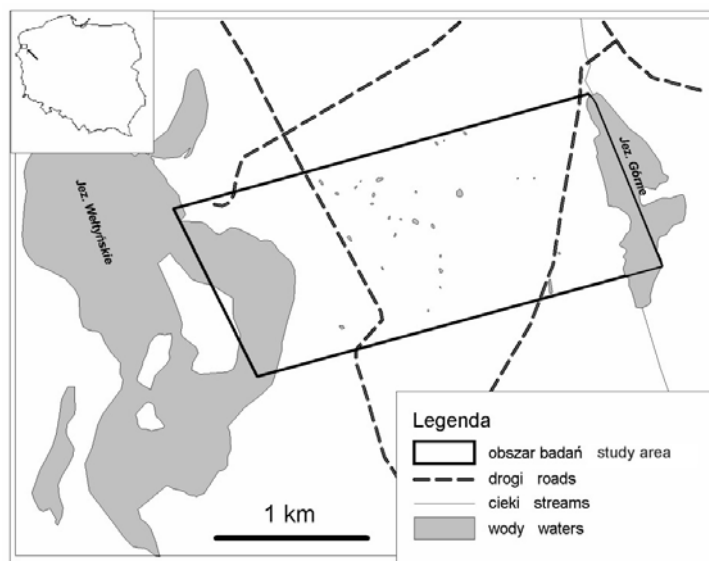 Jez. Wełtyńskie
Jez. Górne
1 km
Legenda
obszar badań study area
drogi roads
cieki streams
wody waters